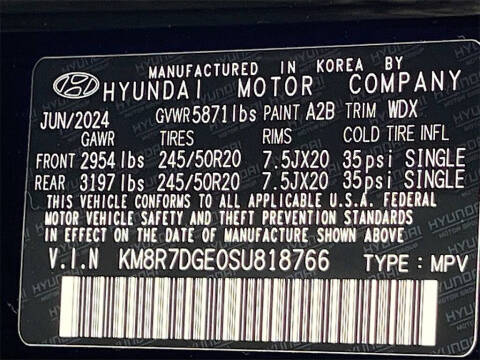 MANUFACTURED IN KOREA BY
HYUNDAI MOTOR COMPANY
JUN/2024 GVWR 5871lbs PAINT A2B TRIM WDX
GAWR TIRES RIMS COLD TIRE INFL
FRONT 2954 lbs 245/50R20 7.5JX20 35psi SINGLE
REAR 3197 lbs 245/50R20 7.5JX20 35psi SINGLE
THIS VEHICLE CONFORMS TO ALL APPLICABLE U.S.A. FEDERAL
MOTOR VEHICLE SAFETY AND THEFT PREVENTION STANDARDS
IN EFFECT ON THE DATE OF MANUFACTURE SHOWN ABOVE
V.I.N KM8R7DGE0SU818766 TYPE : MPV